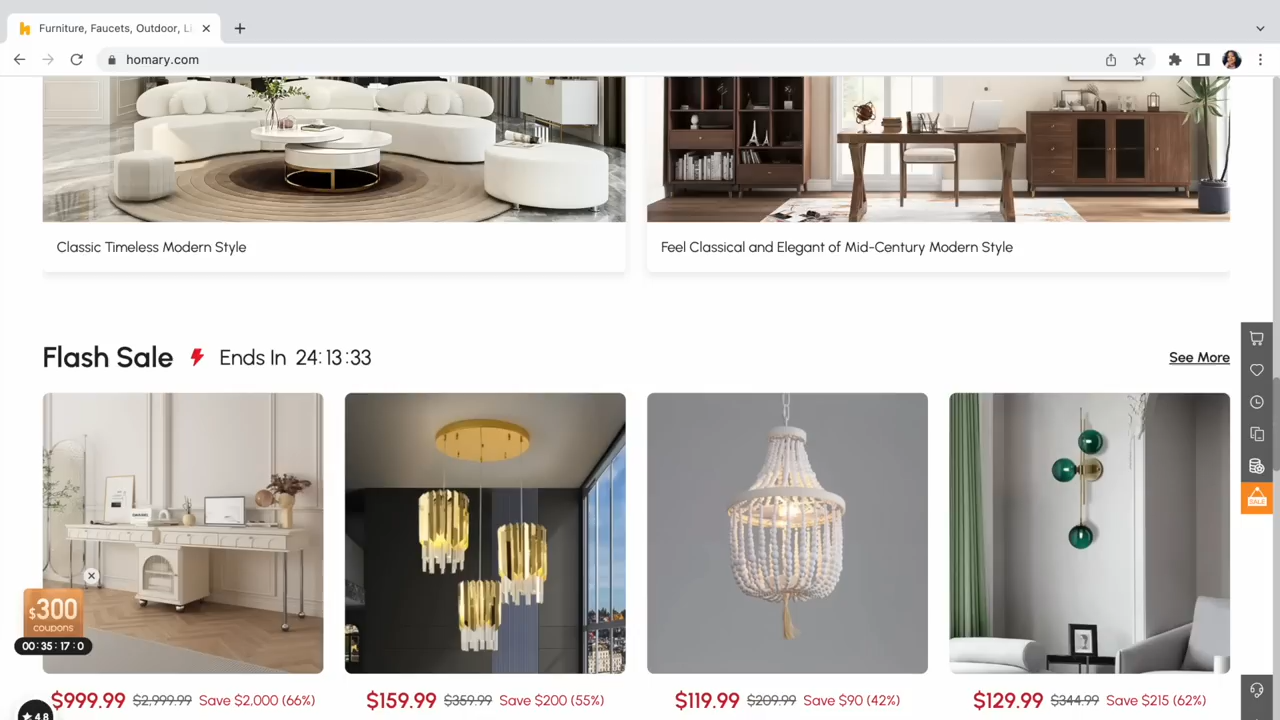 Furniture, Faucets, Outdoor, Li
homary.com
Classic Timeless Modern Style
Feel Classical and Elegant of Mid-Century Modern Style
Flash Sale Ends In 24:13:33
See More
SALE
$300
coupons
00:35:17:0
$999.99 $2,999.99 Save $2,000 (66%)
$159.99 $359.99 Save $200 (55%)
$119.99 $209.99 Save $90 (42%)
$129.99 $344.99 Save $215 (62%)
★ 4.8